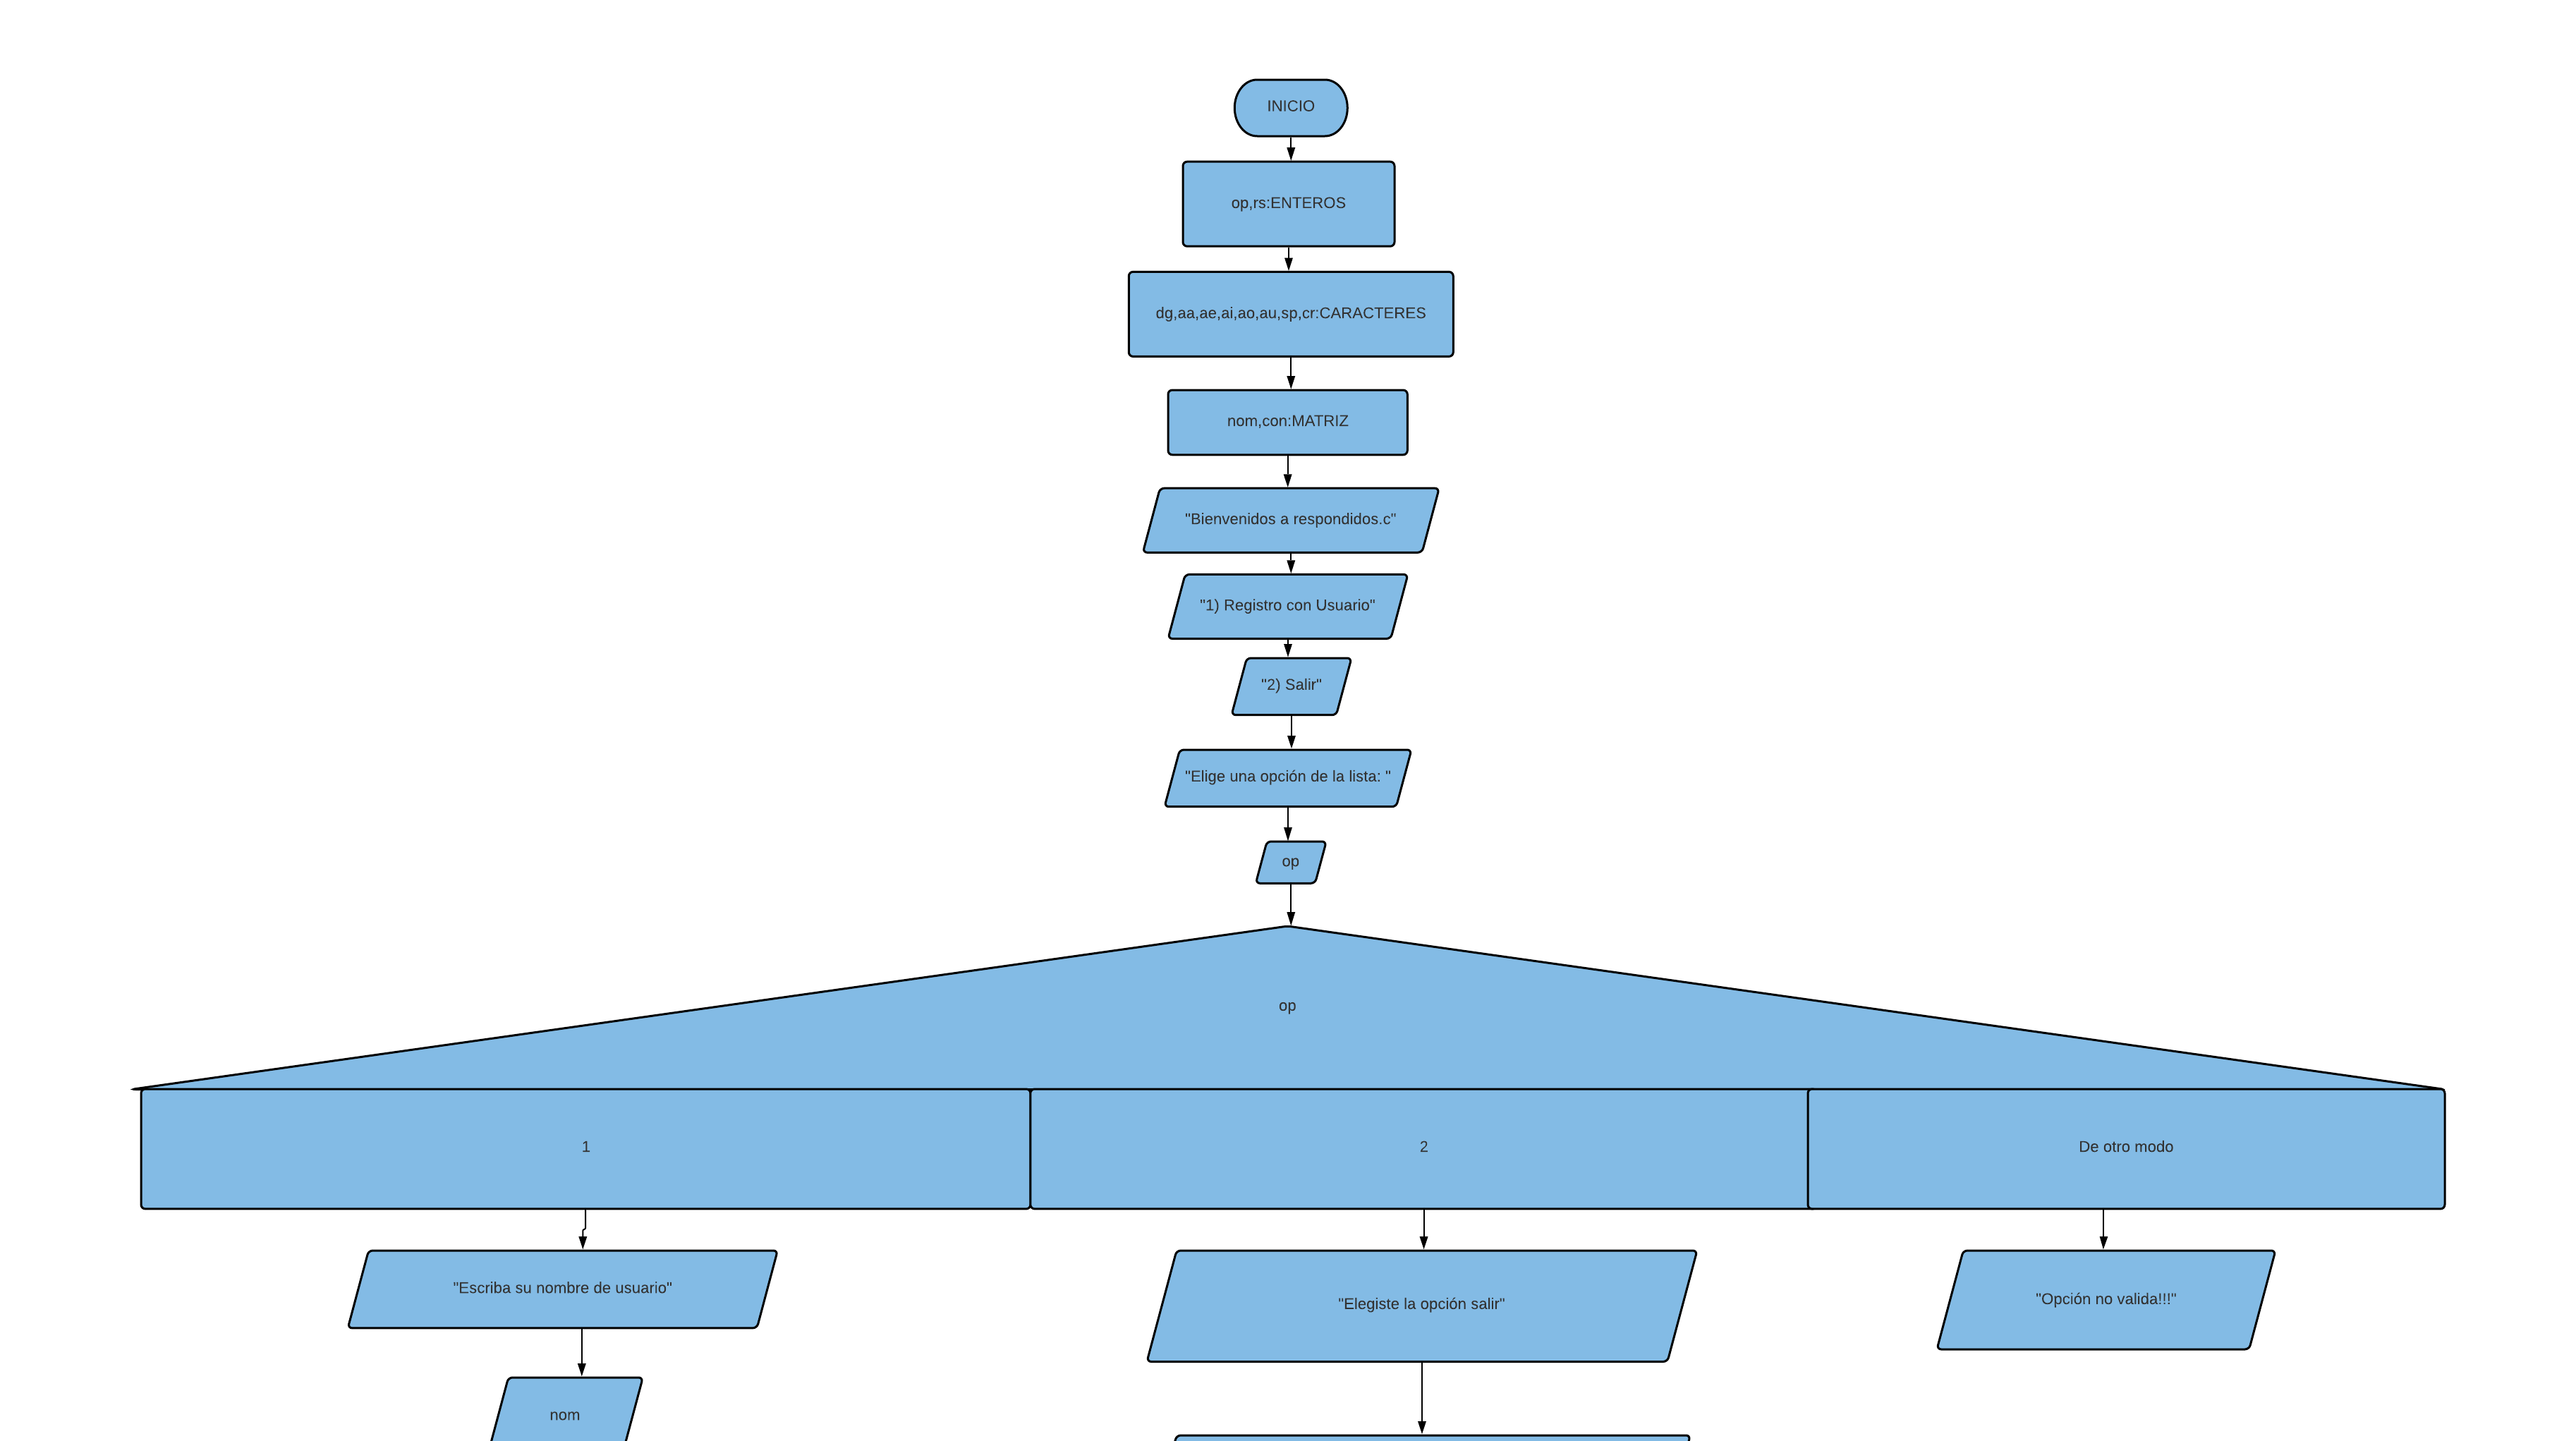 INICIO
op,rs:ENTEROS
dg,aa,ae,ai,ao,au,sp,cr:CARACTERES
nom,con:MATRIZ
"Bienvenidos a respondidos.c"
"1) Registro con Usuario"
"2) Salir"
"Elige una opción de la lista: "
op
op
1
2
De otro modo
"Escriba su nombre de usuario"
"Elegiste la opción salir"
"Opción no valida!!!"
nom